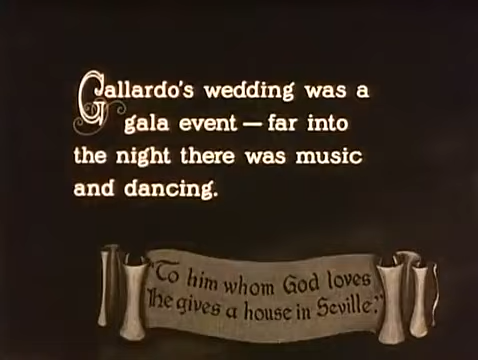 Gallardo's wedding was a
gala event — far into
the night there was music
and dancing.
"To him whom God loves
he gives a house in Seville."